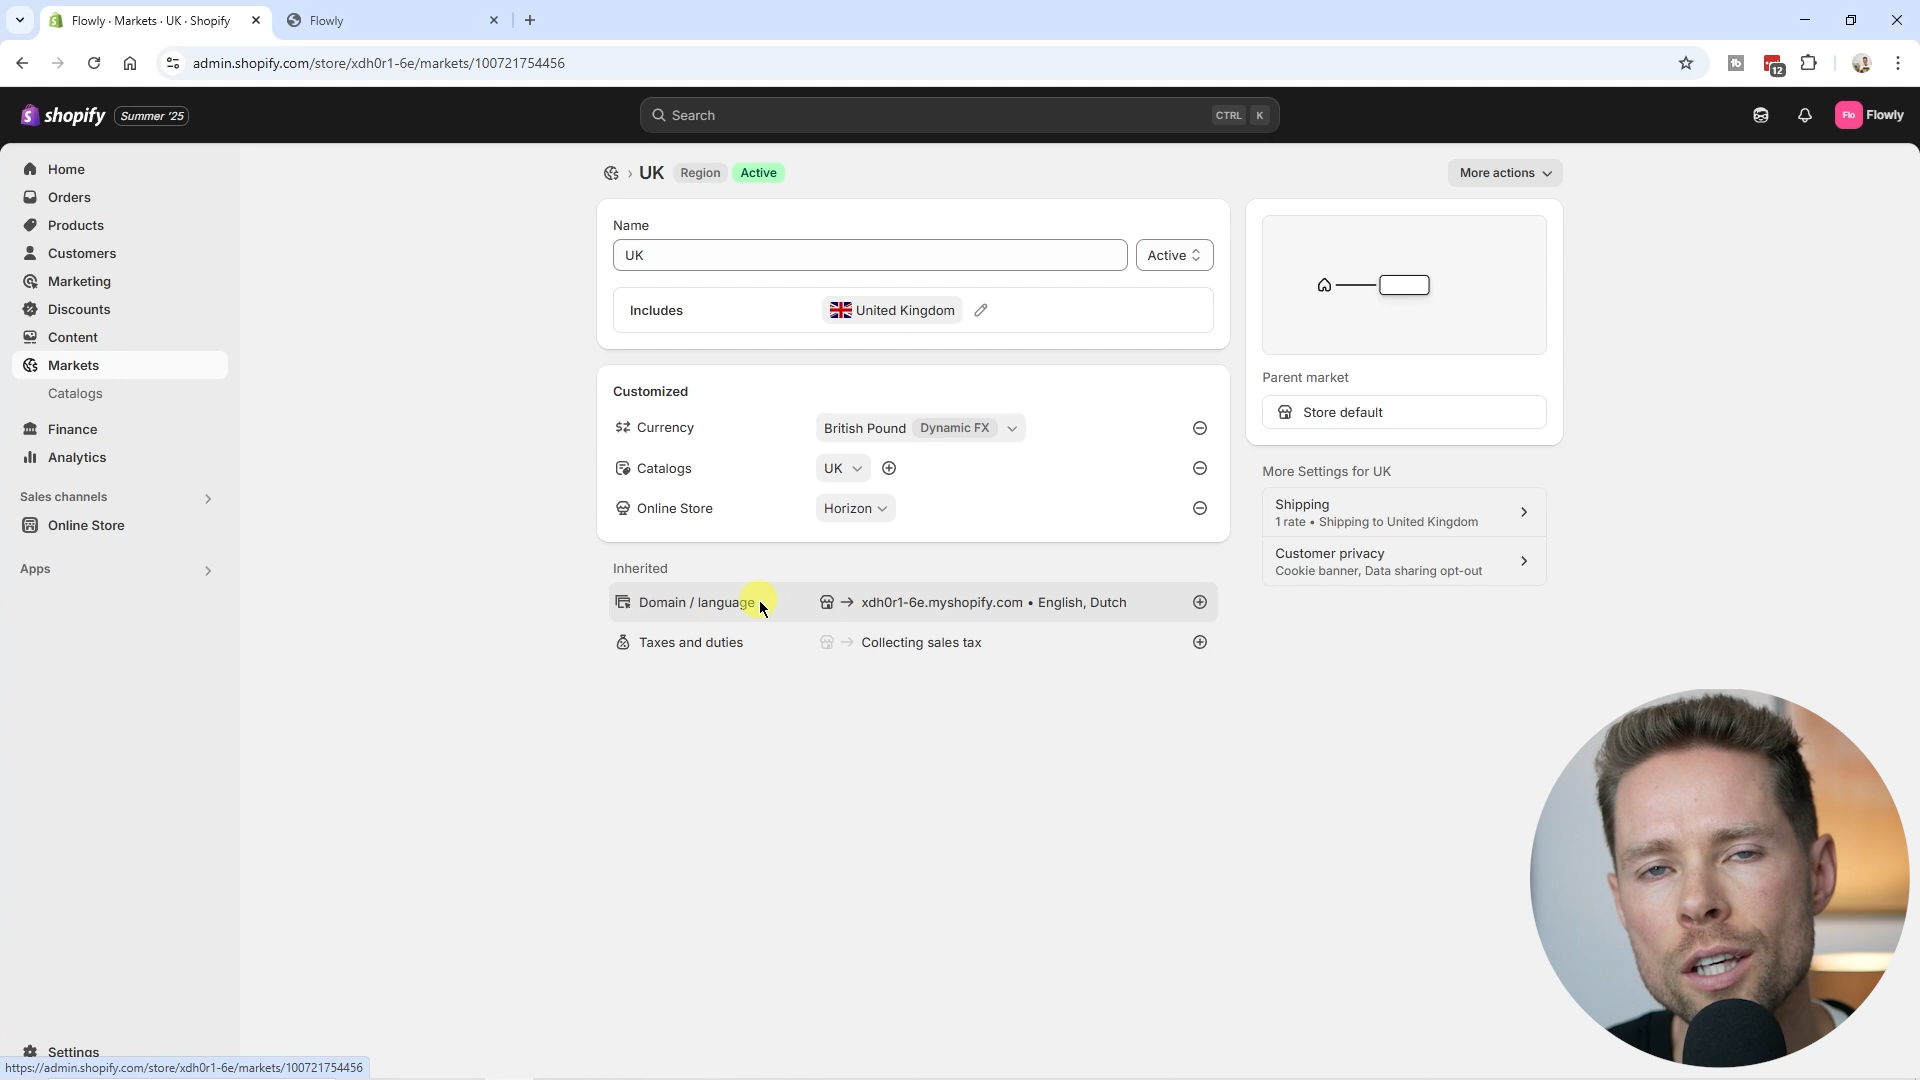 Flowly · Markets · UK · Shopify
Flowly
admin.shopify.com/store/xdh0r1-6e/markets/100721754456
12
shopify
Summer '25
Search
CTRL K
Flo
Flowly
Home
Orders
Products
Customers
Marketing
Discounts
Content
Markets
Catalogs
Finance
Analytics
Sales channels
Online Store
Apps
Settings
UK Region Active
More actions
Name
UK
Active
Includes United Kingdom
Customized
Currency British Pound Dynamic FX
Catalogs UK
Online Store Horizon
Inherited
Domain / language xdh0r1-6e.myshopify.com • English, Dutch
Taxes and duties Collecting sales tax
Parent market
Store default
More Settings for UK
Shipping
1 rate • Shipping to United Kingdom
Customer privacy
Cookie banner, Data sharing opt-out
https://admin.shopify.com/store/xdh0r1-6e/markets/100721754456